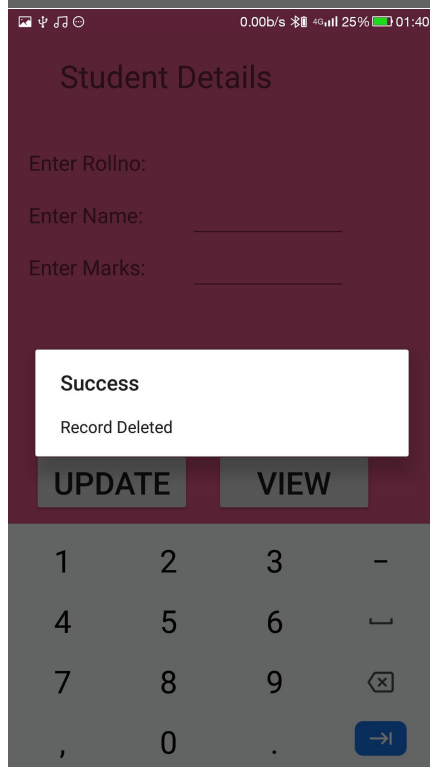 0.00b/s 4G 25% 01:40
Student Details
Enter Rollno:
Enter Name:
Enter Marks:
Success
Record Deleted
UPDATE VIEW
1 2 3 -
4 5 6
7 8 9
, 0 .